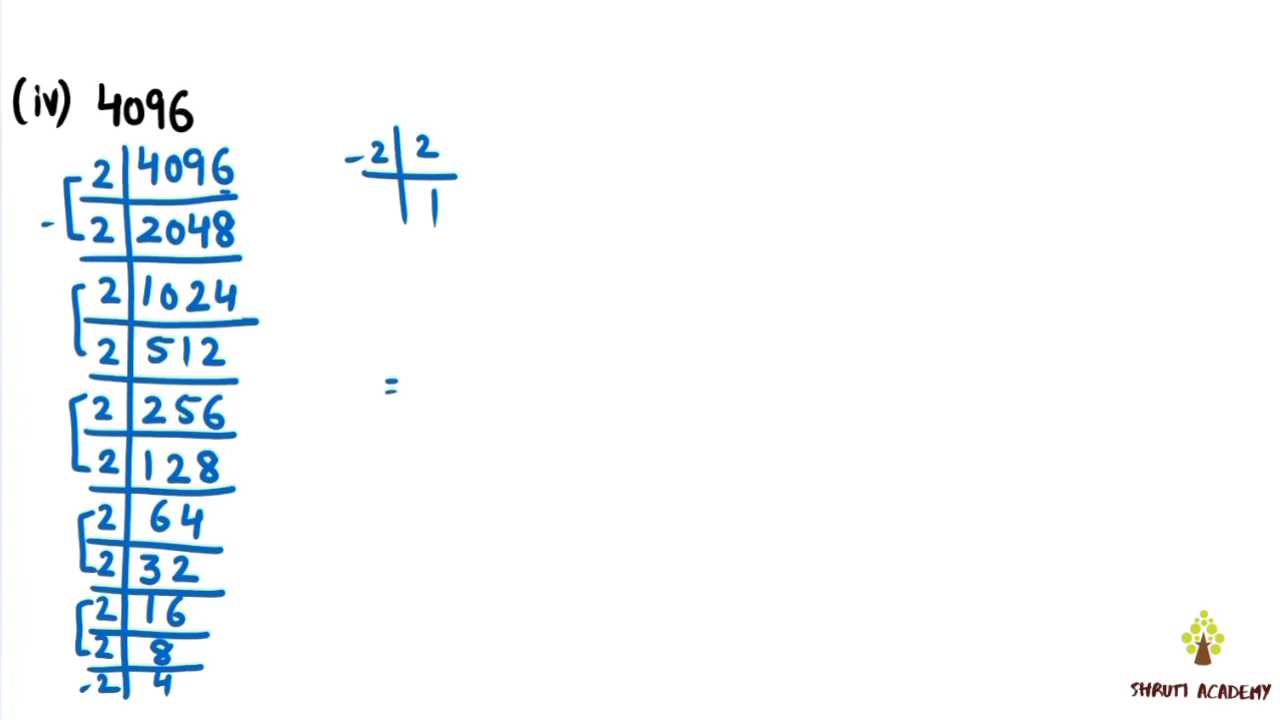 (iv) 4096
2 | 4096
2 | 2048
2 | 1024
2 | 512
2 | 256
2 | 128
2 | 64
2 | 32
2 | 16
2 | 8
-2 | 4
-2 | 2
1
=
SHRUTI ACADEMY